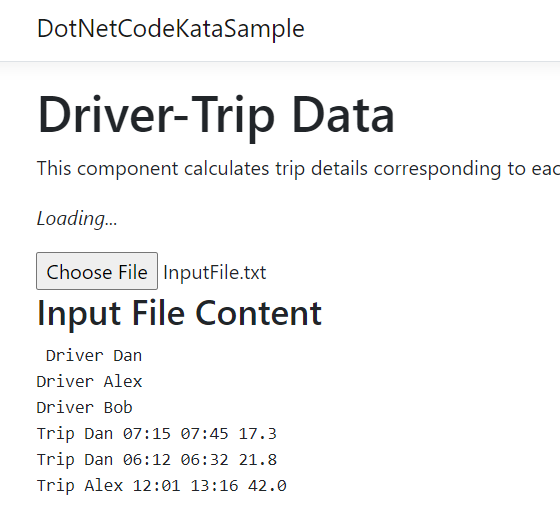 DotNetCodeKataSample
Driver-Trip Data
This component calculates trip details corresponding to
Loading...
Choose File InputFile.txt
Input File Content
Driver Dan
Driver Alex
Driver Bob
Trip Dan 07:15 07:45 17.3
Trip Dan 06:12 06:32 21.8
Trip Alex 12:01 13:16 42.0